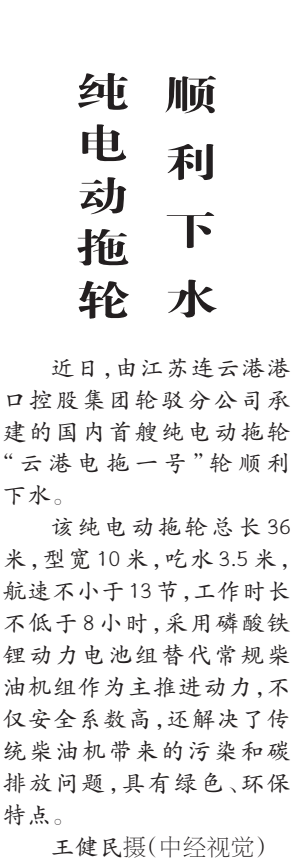 纯电动拖轮
顺利下水
近日,由江苏连云港港
口控股集团轮驳分公司承
建的国内首艘纯电动拖轮
“云港电拖一号”轮顺利
下水。
该纯电动拖轮总长36
米,型宽10米,吃水3.5米,
航速不小于13节,工作时长
不低于8小时,采用磷酸铁
锂动力电池组替代常规柴
油机组作为主推进动力,不
仅安全系数高,还解决了传
统柴油机带来的污染和碳
排放问题,具有绿色、环保
特点。
王健民摄(中经视觉)